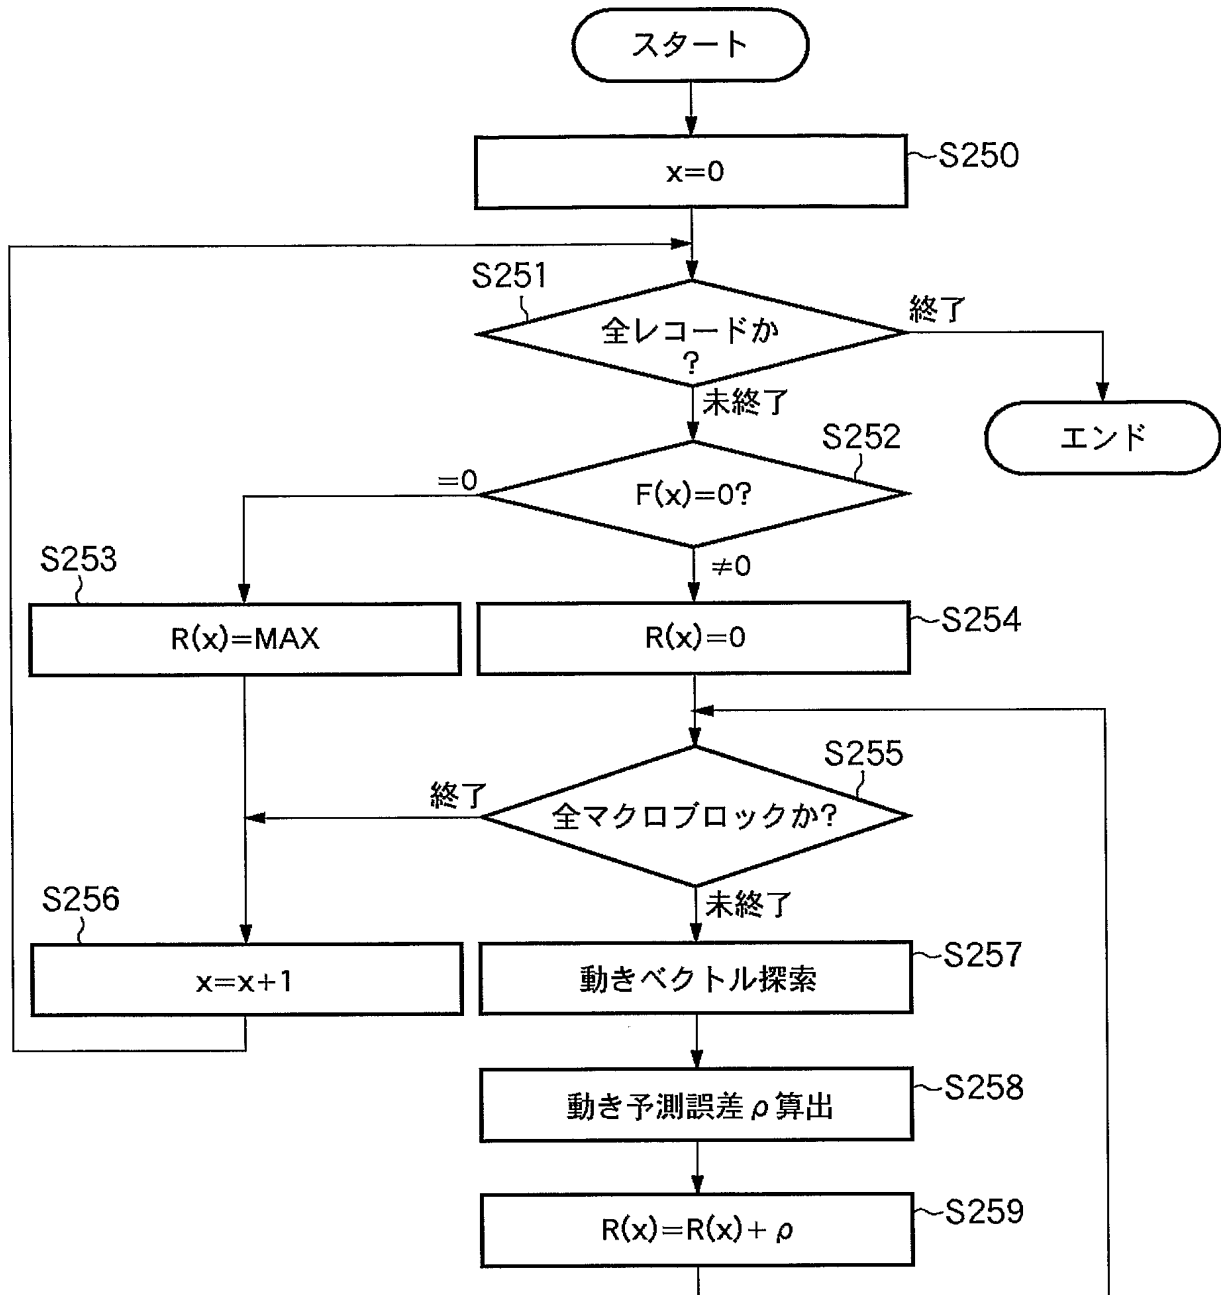 スタート
x=0
S250
S251
全レコードか
?
終了
未終了
エンド
S252
F(x)=0?
=0
≠0
S253
R(x)=MAX
R(x)=0
S254
S255
全マクロブロックか?
終了
未終了
S256
x=x+1
動きベクトル探索
S257
動き予測誤差ρ算出
S258
R(x)=R(x)+ρ
S259